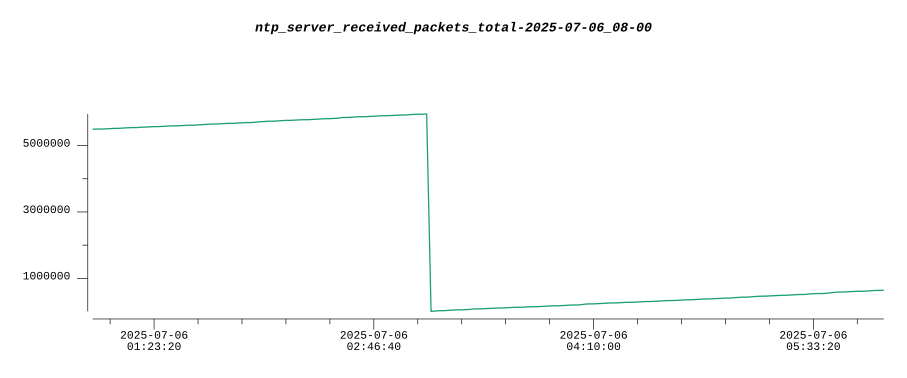 ntp_server_received_packets_total-2025-07-06_08-00
5000000
3000000
1000000
2025-07-06 2025-07-06 2025-07-06 2025-07-06
01:23:20 02:46:40 04:10:00 05:33:20